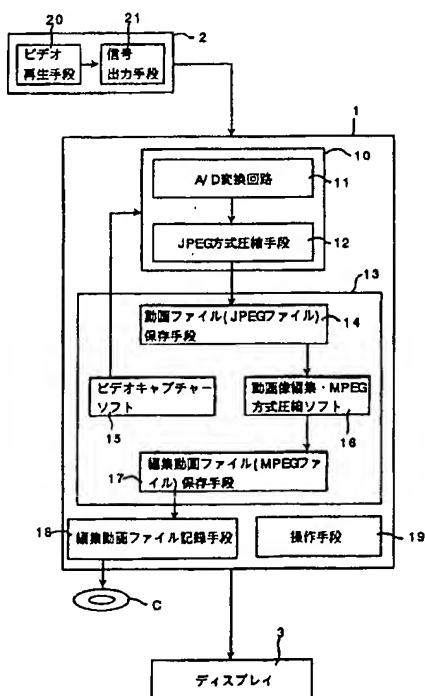 20
21
ビデオ
再生手段
信号
出力手段
2
1
10
A/D変換回路
11
JPEG方式圧縮手段
12
13
動画ファイル(JPEGファイル)
保存手段
14
ビデオキャプチャー
ソフト
15
動画像編集・MPEG
方式圧縮ソフト
16
編集動画ファイル(MPEGファ
イル)保存手段
17
18
編集動画ファイル記録手段
操作手段
19
C
3
ディスプレイ